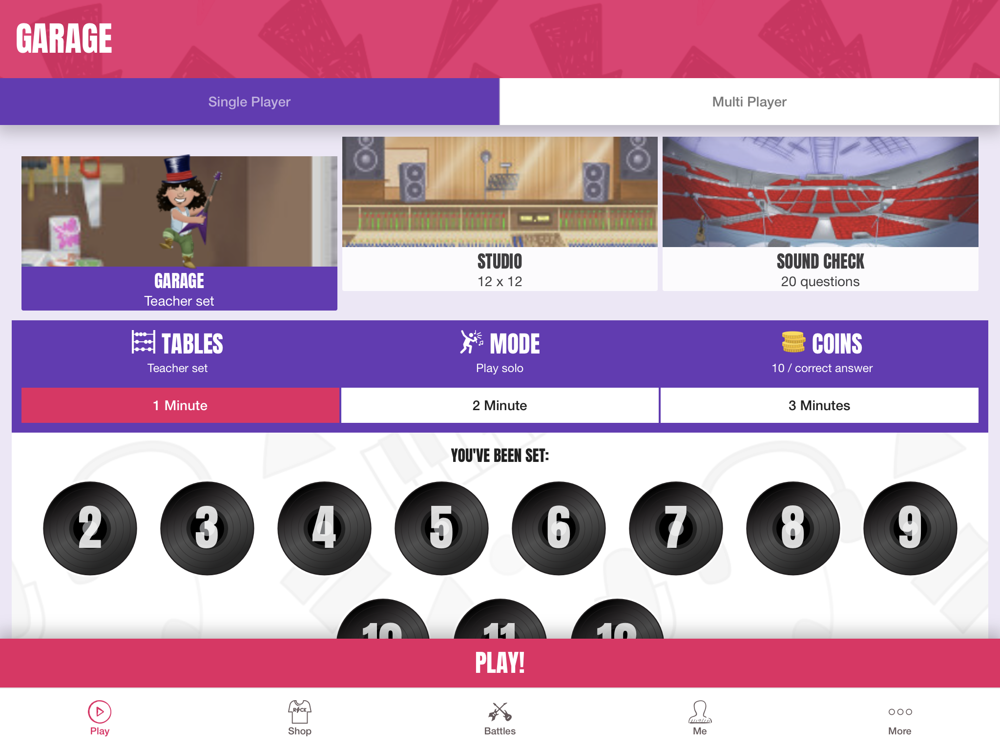 GARAGE
Single Player
Multi Player
GARAGE
Teacher set
STUDIO
12 x 12
SOUND CHECK
20 questions
TABLES
Teacher set
MODE
Play solo
COINS
10 / correct answer
1 Minute
2 Minute
3 Minutes
YOU'VE BEEN SET:
2 3 4 5 6 7 8 9
10 11 12
PLAY!
Play
R CK
Shop
Battles
Me
More